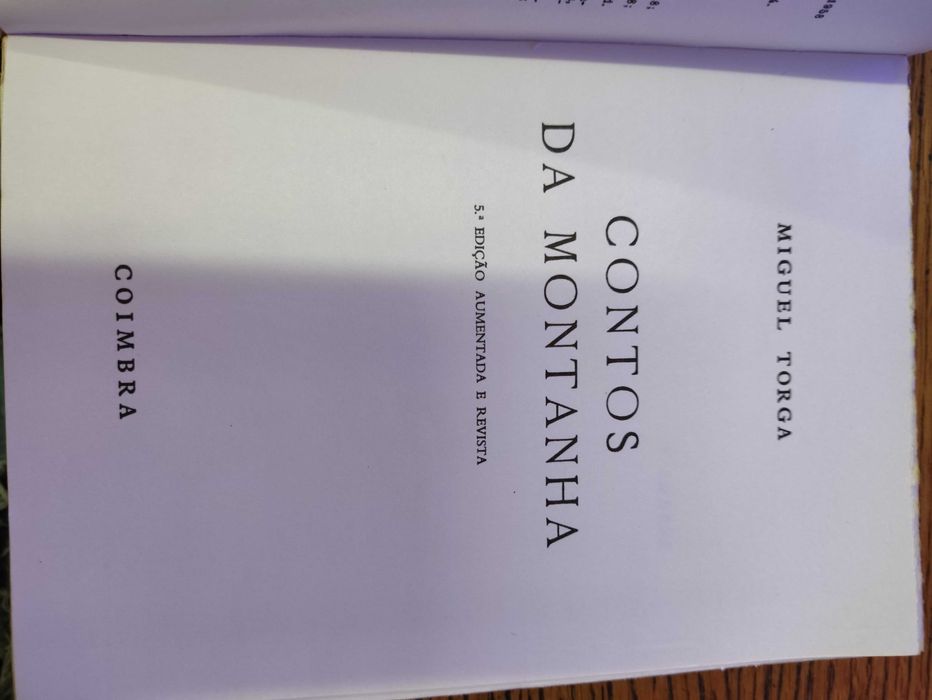 MIGUEL TORGA
CONTOS
DA MONTANHA
5.ª EDIÇÃO AUMENTADA E REVISTA
COIMBRA